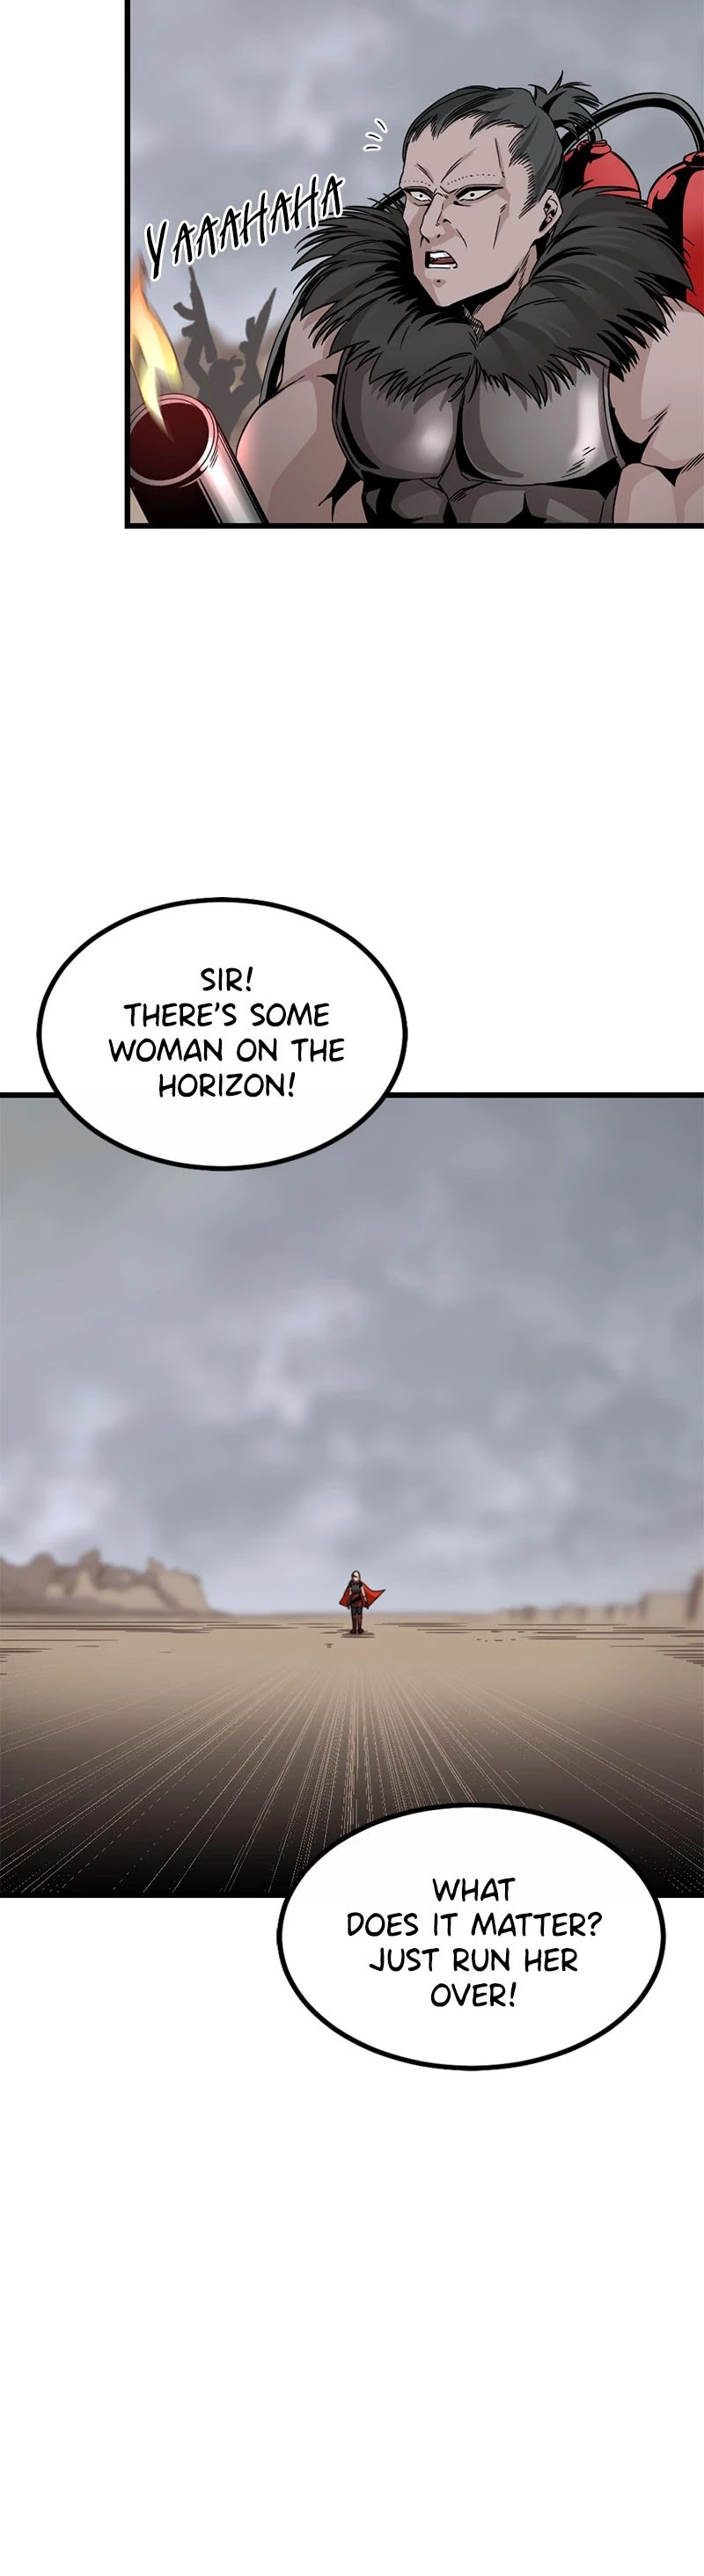 YAAAHAHA
SIR!
THERE'S SOME
WOMAN ON THE
HORIZON!
WHAT
DOES IT MATTER?
JUST RUN HER
OVER!